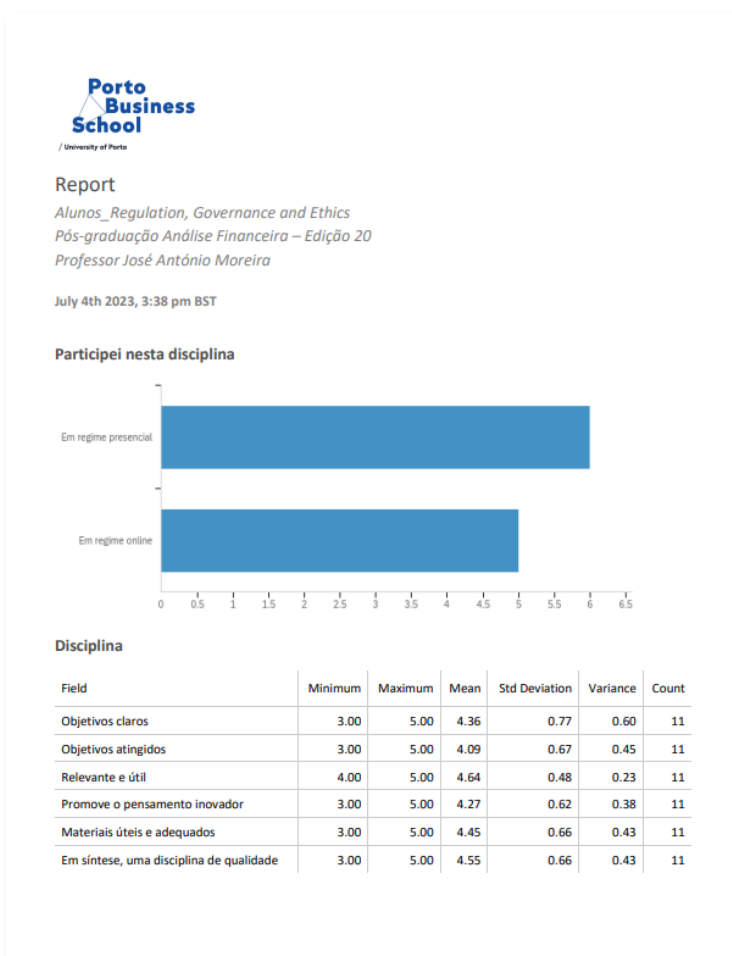 Porto
Business
School
/ University of Porto
Report
Alunos_Regulation, Governance and Ethics
Pós-graduação Análise Financeira – Edição 20
Professor José António Moreira
July 4th 2023, 3:38 pm BST
Participei nesta disciplina
Em regime presencial
Em regime online
0 0.5 1 1.5 2 2.5 3 3.5 4 4.5 5 5.5 6 6.5
Disciplina
Field Minimum Maximum Mean Std Deviation Variance Count
Objetivos claros 3.00 5.00 4.36 0.77 0.60 11
Objetivos atingidos 3.00 5.00 4.09 0.67 0.45 11
Relevante e útil 4.00 5.00 4.64 0.48 0.23 11
Promove o pensamento inovador 3.00 5.00 4.27 0.62 0.38 11
Materiais úteis e adequados 3.00 5.00 4.45 0.66 0.43 11
Em síntese, uma disciplina de qualidade 3.00 5.00 4.55 0.66 0.43 11